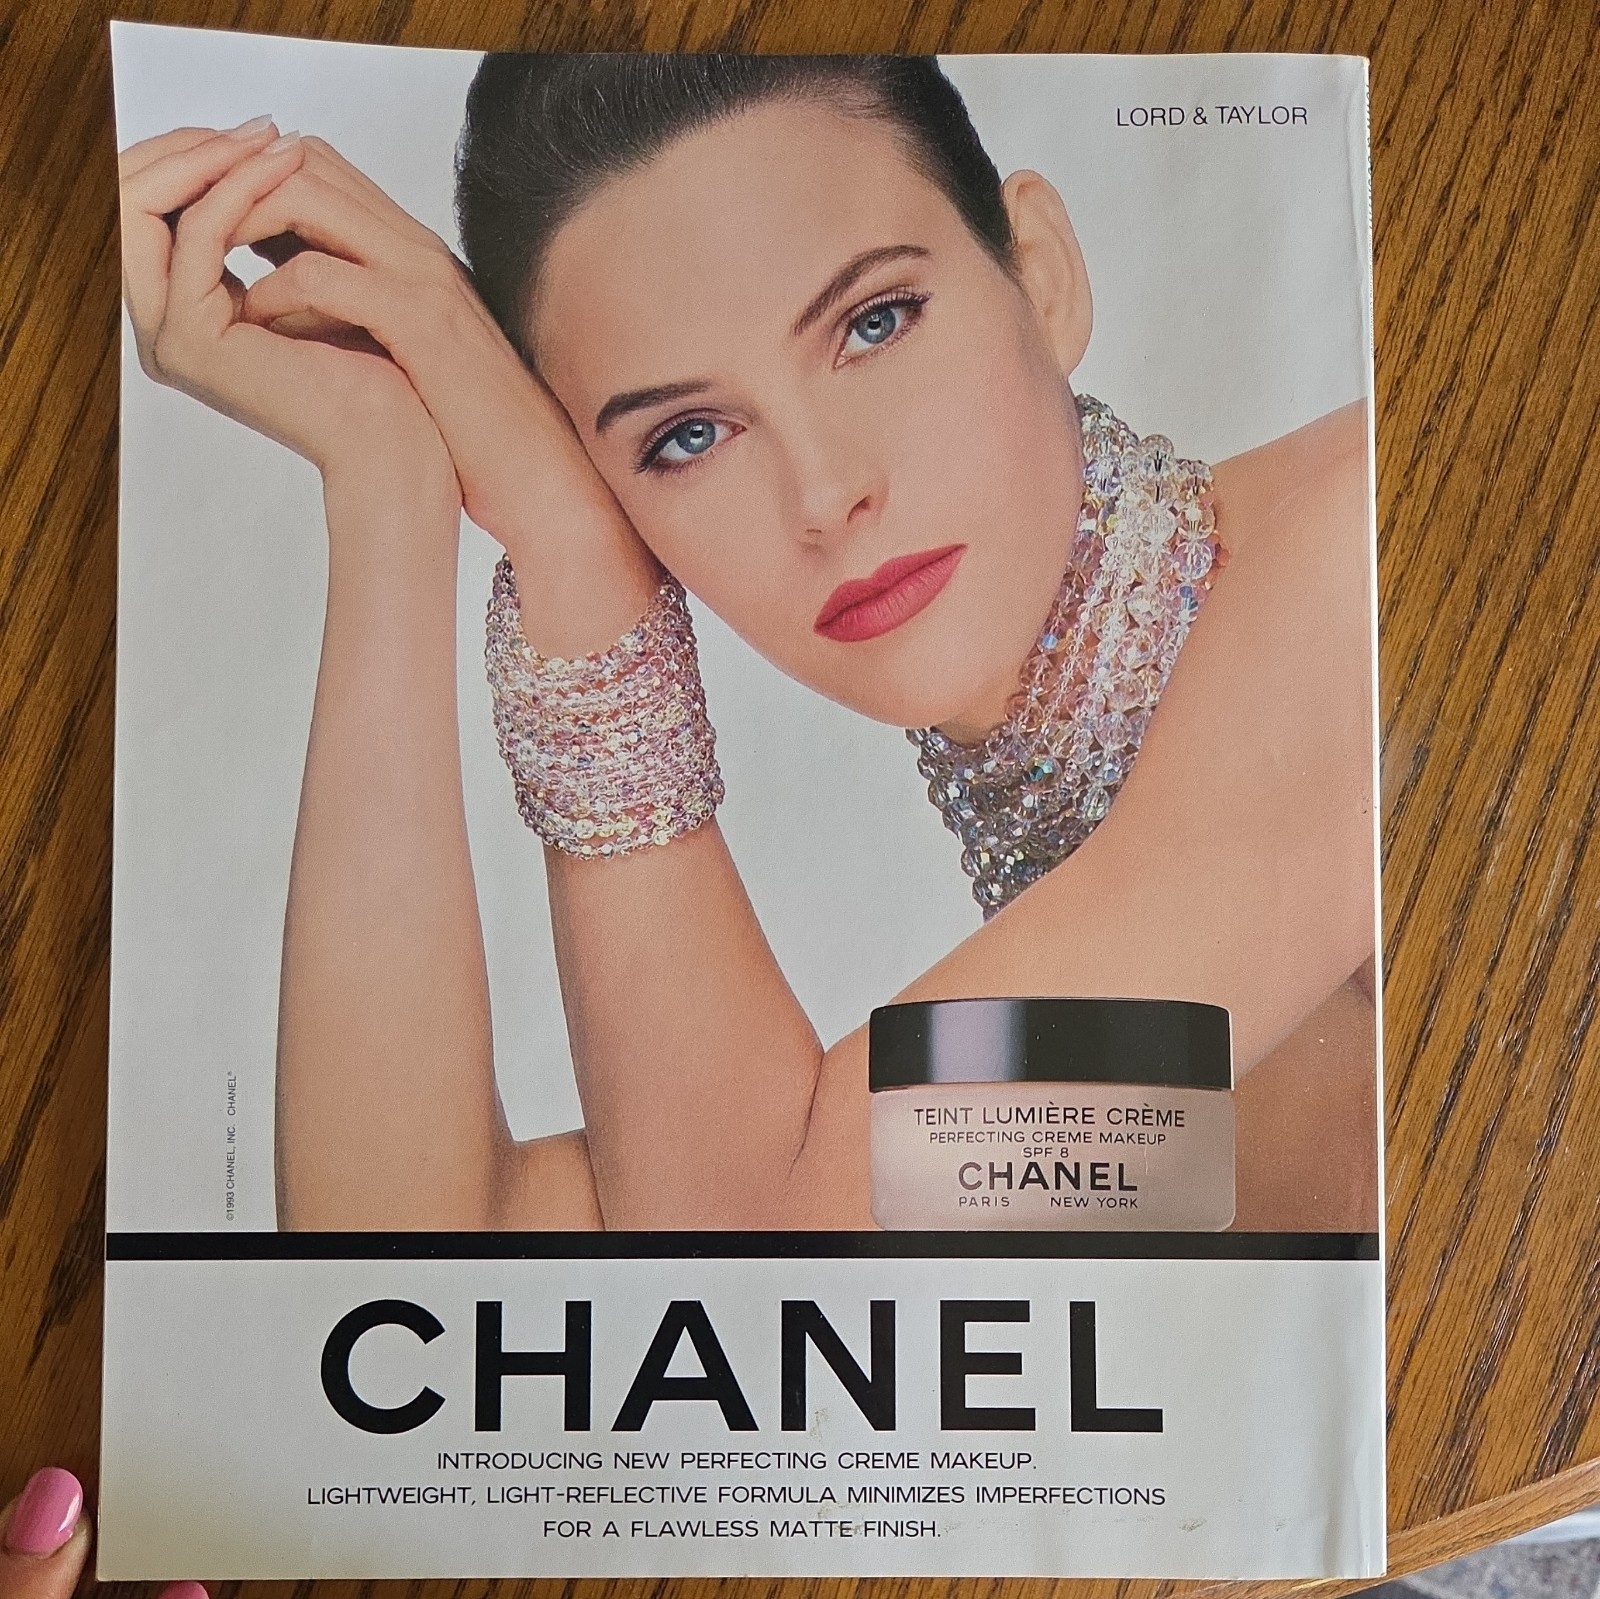 LORD & TAYLOR
©1993 CHANEL, INC. CHANEL®
TEINT LUMIÈRE CRÈME
PERFECTING CREME MAKEUP
SPF 8
CHANEL
PARIS NEW YORK
CHANEL
INTRODUCING NEW PERFECTING CREME MAKEUP.
LIGHTWEIGHT, LIGHT-REFLECTIVE FORMULA MINIMIZES IMPERFECTIONS
FOR A FLAWLESS MATTE FINISH.